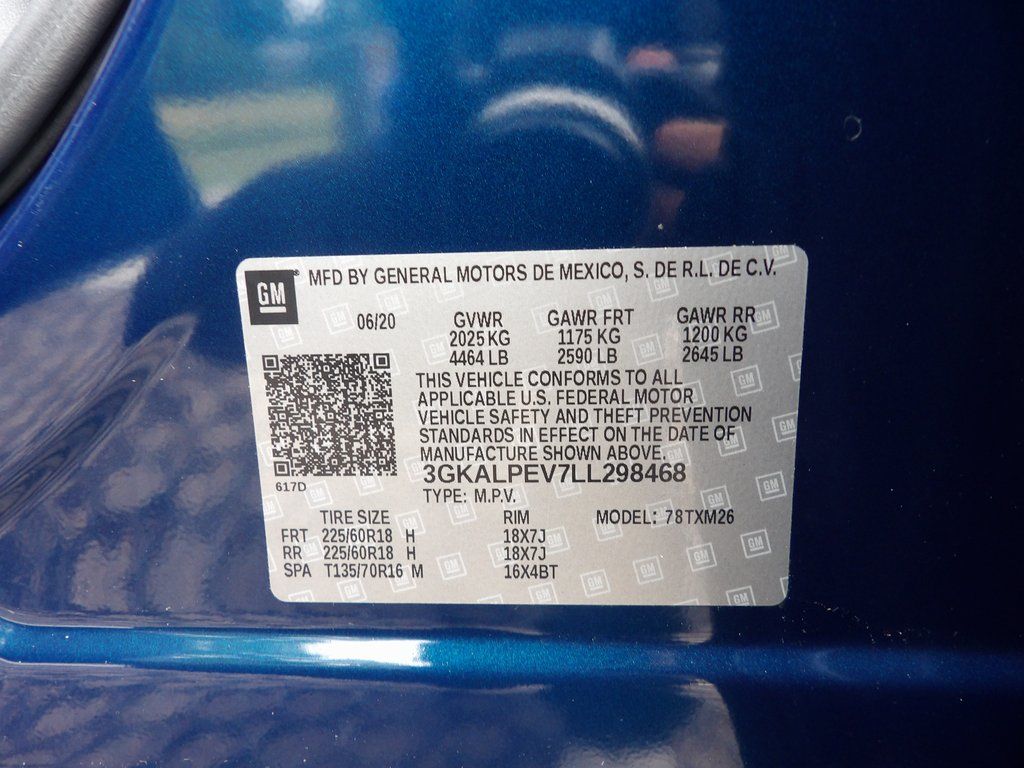 GM
MFD BY GENERAL MOTORS DE MEXICO, S. DE R.L. DE C.V.
06/20 GVWR GAWR FRT GAWR RR
2025 KG 1175 KG 1200 KG
4464 LB 2590 LB 2645 LB
THIS VEHICLE CONFORMS TO ALL
APPLICABLE U.S. FEDERAL MOTOR
VEHICLE SAFETY AND THEFT PREVENTION
STANDARDS IN EFFECT ON THE DATE OF
MANUFACTURE SHOWN ABOVE.
3GKALPEV7LL298468
617D
TYPE: M.P.V.
TIRE SIZE RIM MODEL: 78TXM26
FRT 225/60R18 H 18X7J
RR 225/60R18 H 18X7J
SPA T135/70R16 M 16X4BT